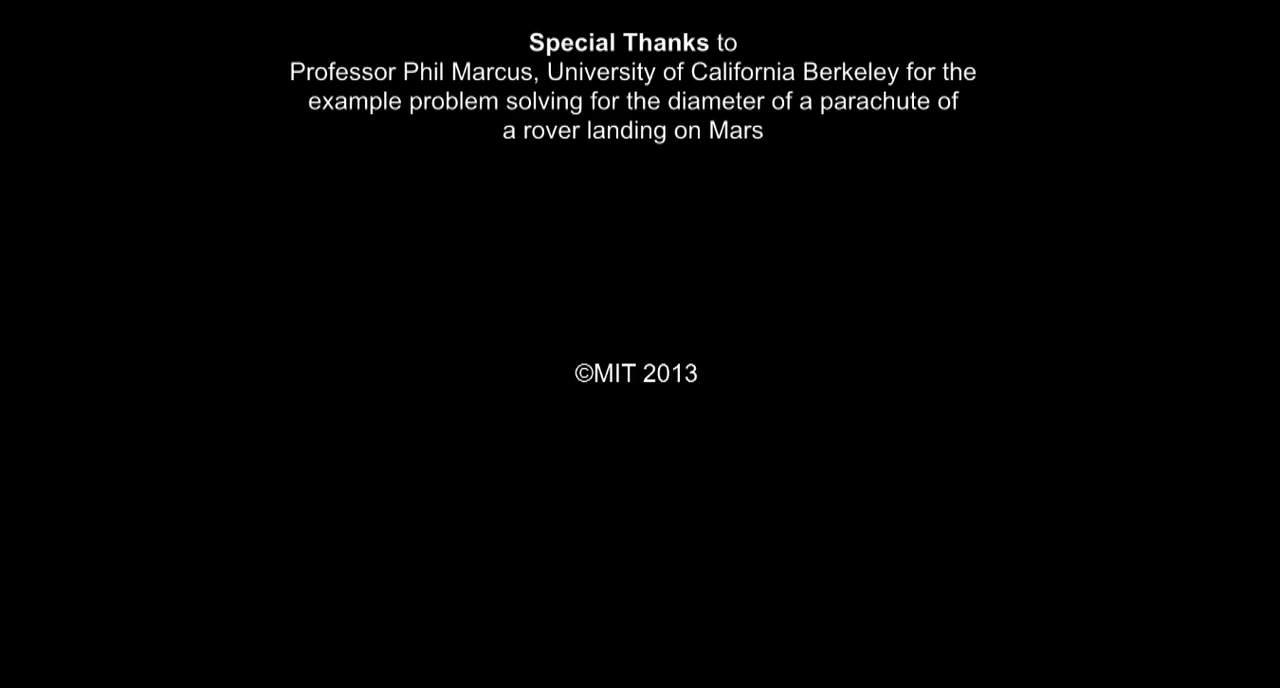 Special Thanks to
Professor Phil Marcus, University of California Berkeley for the
example problem solving for the diameter of a parachute of
a rover landing on Mars
©MIT 2013